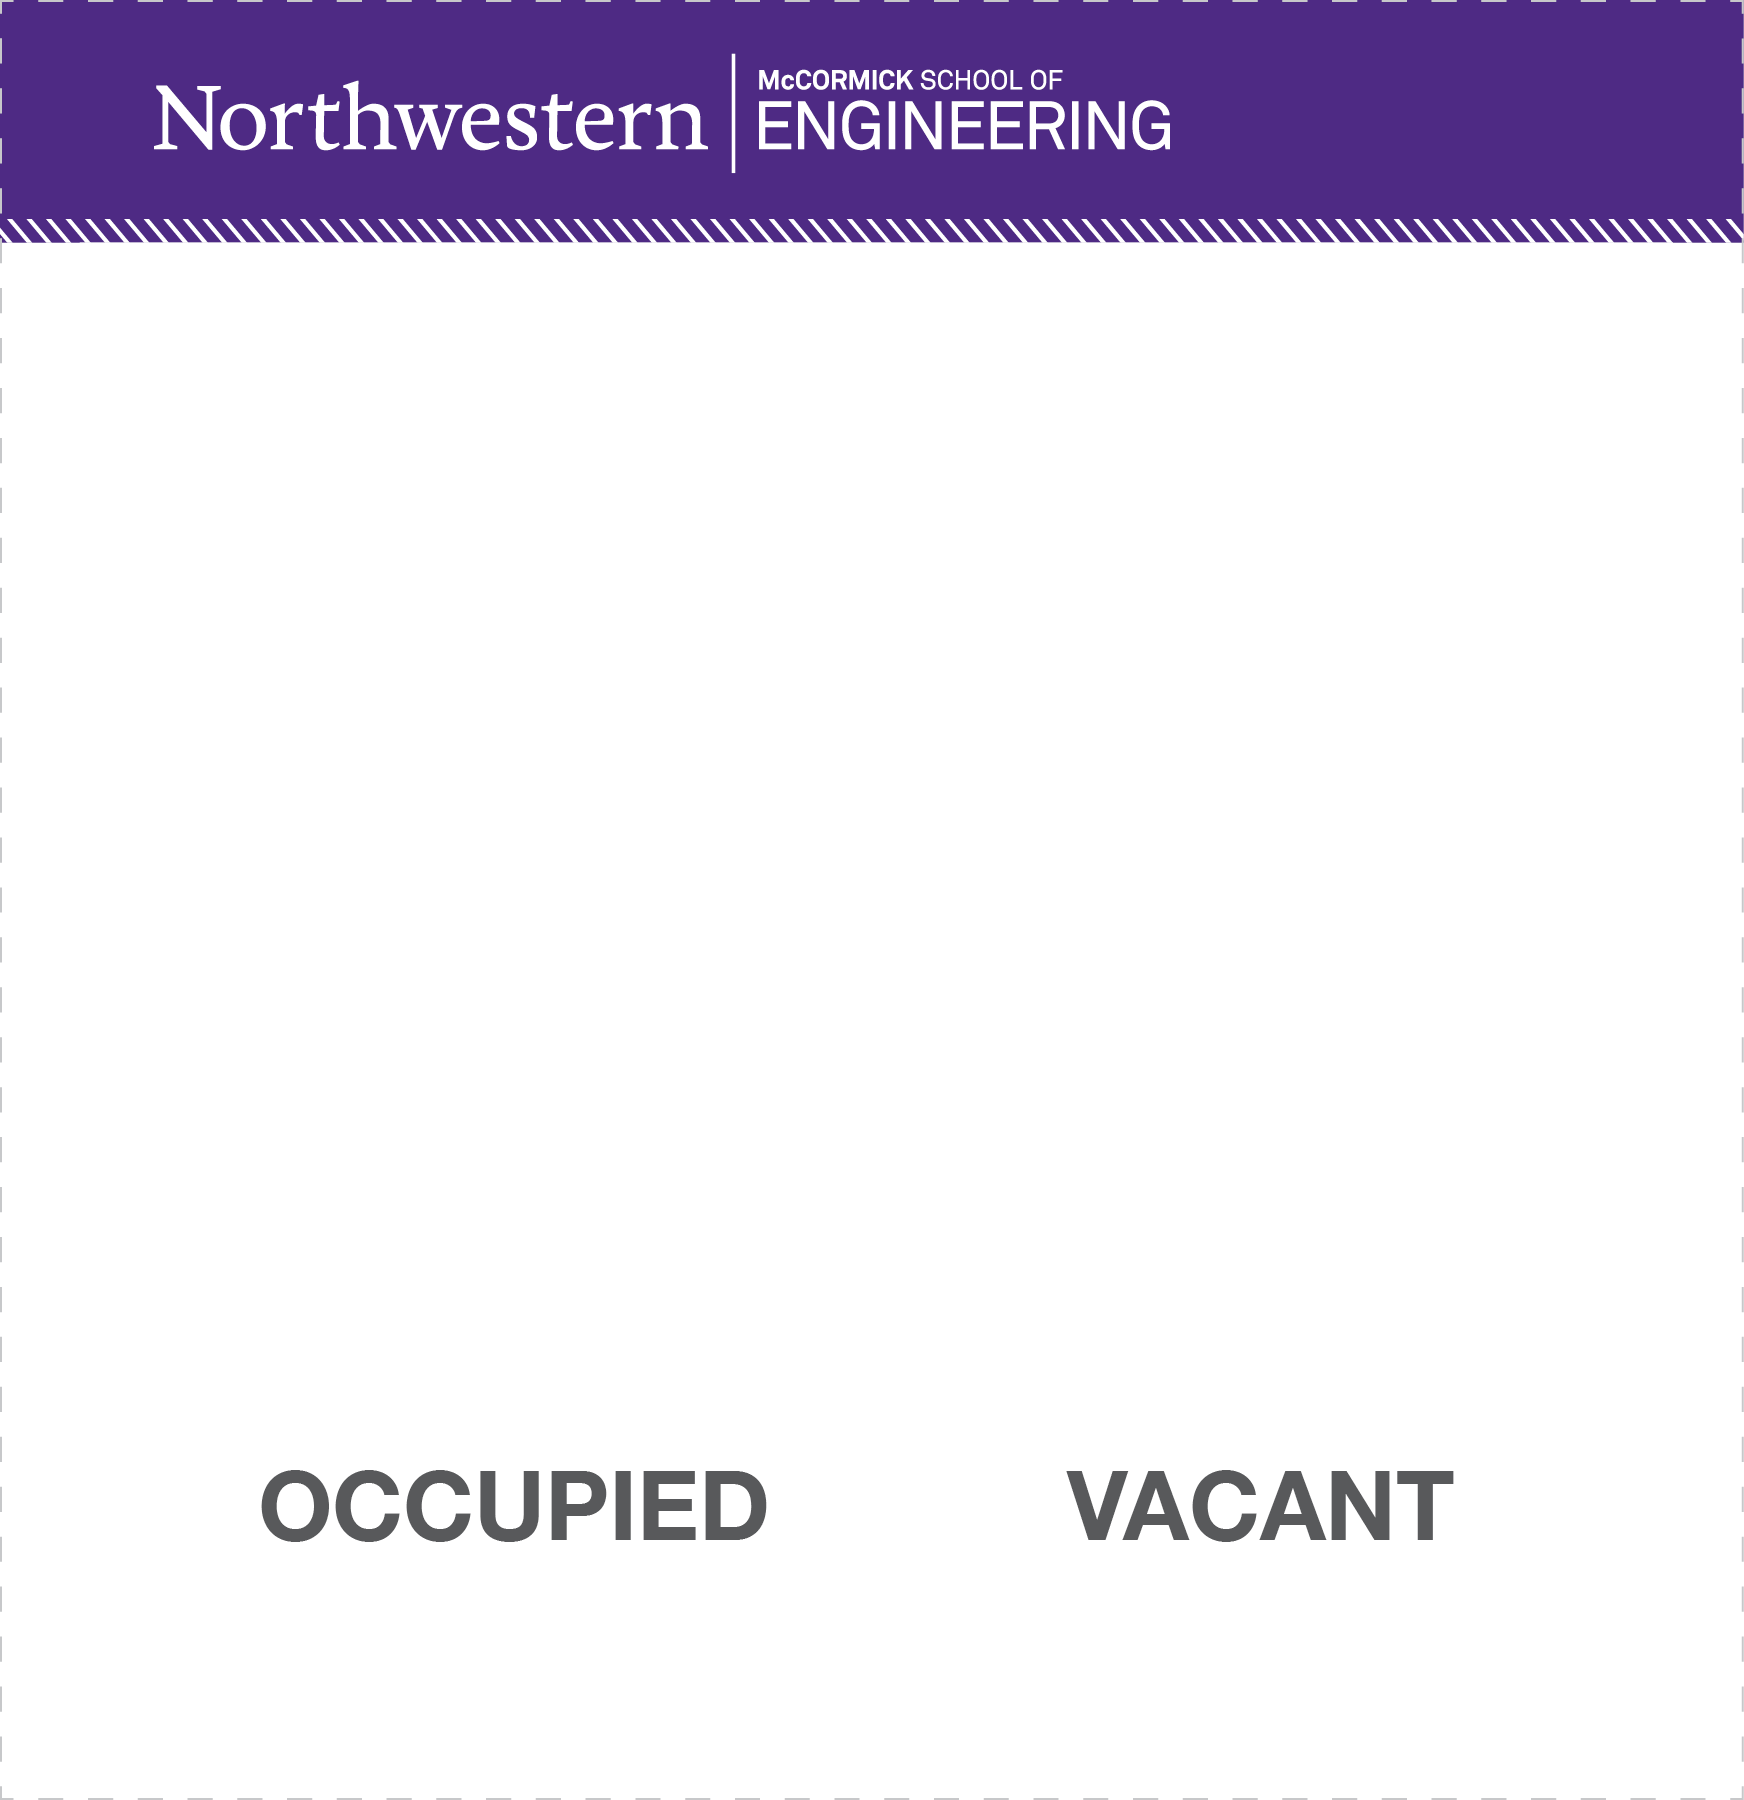 Northwestern
McCORMICK SCHOOL OF
ENGINEERING
OCCUPIED
VACANT